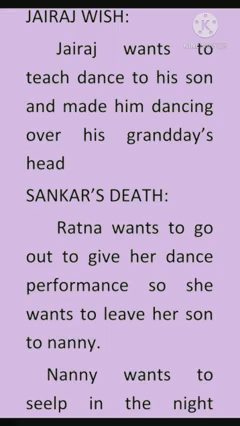 JAIRAJ WISH:
Jairaj wants to
teach dance to his son
and made him dancing
over his grandday's
head
SANKAR'S DEATH:
Ratna wants to go
out to give her dance
performance so she
wants to leave her son
to nanny.
Nanny wants to
seelp in the night